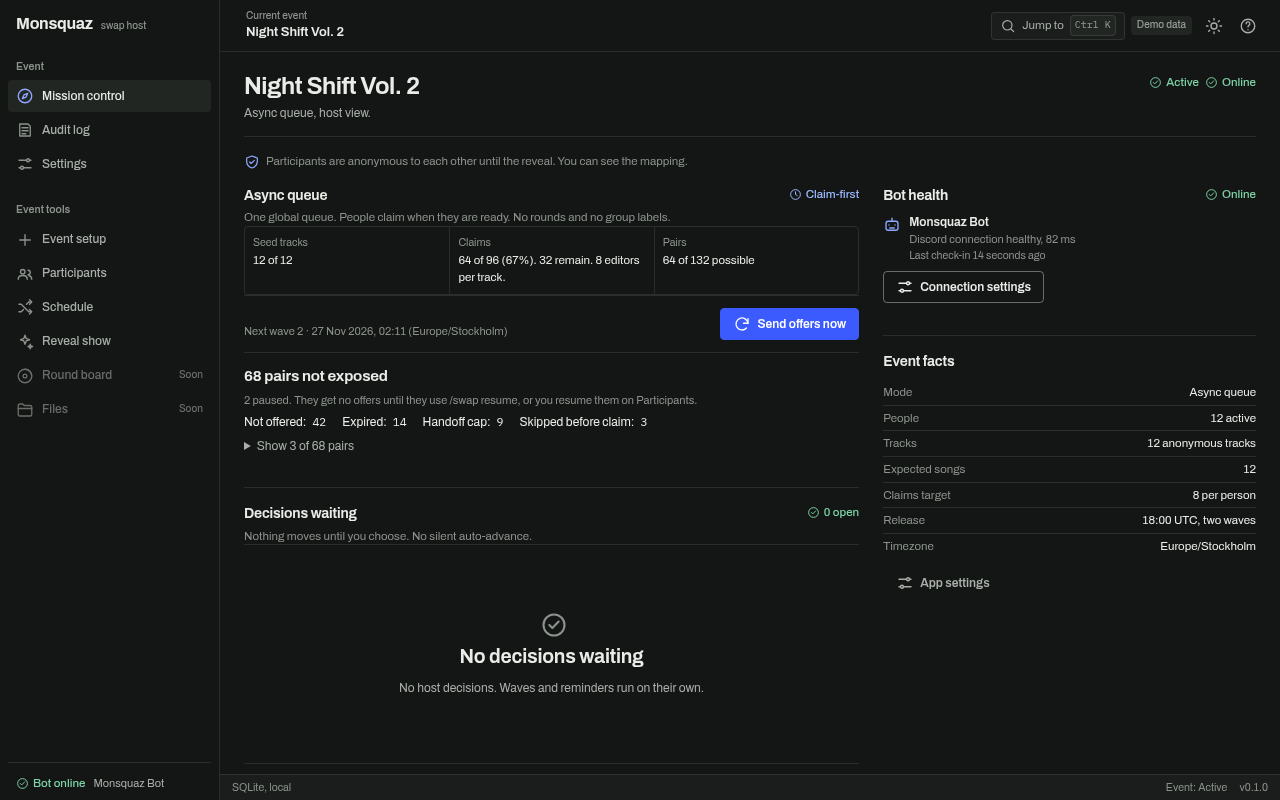 Monsquaz swap host
Event
Mission control
Audit log
Settings
Event tools
Event setup
Participants
Schedule
Reveal show
Round board Soon
Files Soon
Bot online Monsquaz Bot
Current event
Night Shift Vol. 2
Jump to Ctrl K
Demo data
Night Shift Vol. 2
Async queue, host view.
Active Online
Participants are anonymous to each other until the reveal. You can see the mapping.
Async queue
Claim-first
One global queue. People claim when they are ready. No rounds and no group labels.
Seed tracks
12 of 12
Claims
64 of 96 (67%). 32 remain. 8 editors
per track.
Pairs
64 of 132 possible
Next wave 2 · 27 Nov 2026, 02:11 (Europe/Stockholm)
Send offers now
68 pairs not exposed
2 paused. They get no offers until they use /swap resume, or you resume them on Participants.
Not offered: 42 Expired: 14 Handoff cap: 9 Skipped before claim: 3
Show 3 of 68 pairs
Decisions waiting
0 open
Nothing moves until you choose. No silent auto-advance.
No decisions waiting
No host decisions. Waves and reminders run on their own.
Bot health
Online
Monsquaz Bot
Discord connection healthy, 82 ms
Last check-in 14 seconds ago
Connection settings
Event facts
Mode Async queue
People 12 active
Tracks 12 anonymous tracks
Expected songs 12
Claims target 8 per person
Release 18:00 UTC, two waves
Timezone Europe/Stockholm
App settings
SQLite, local
Event: Active v0.1.0